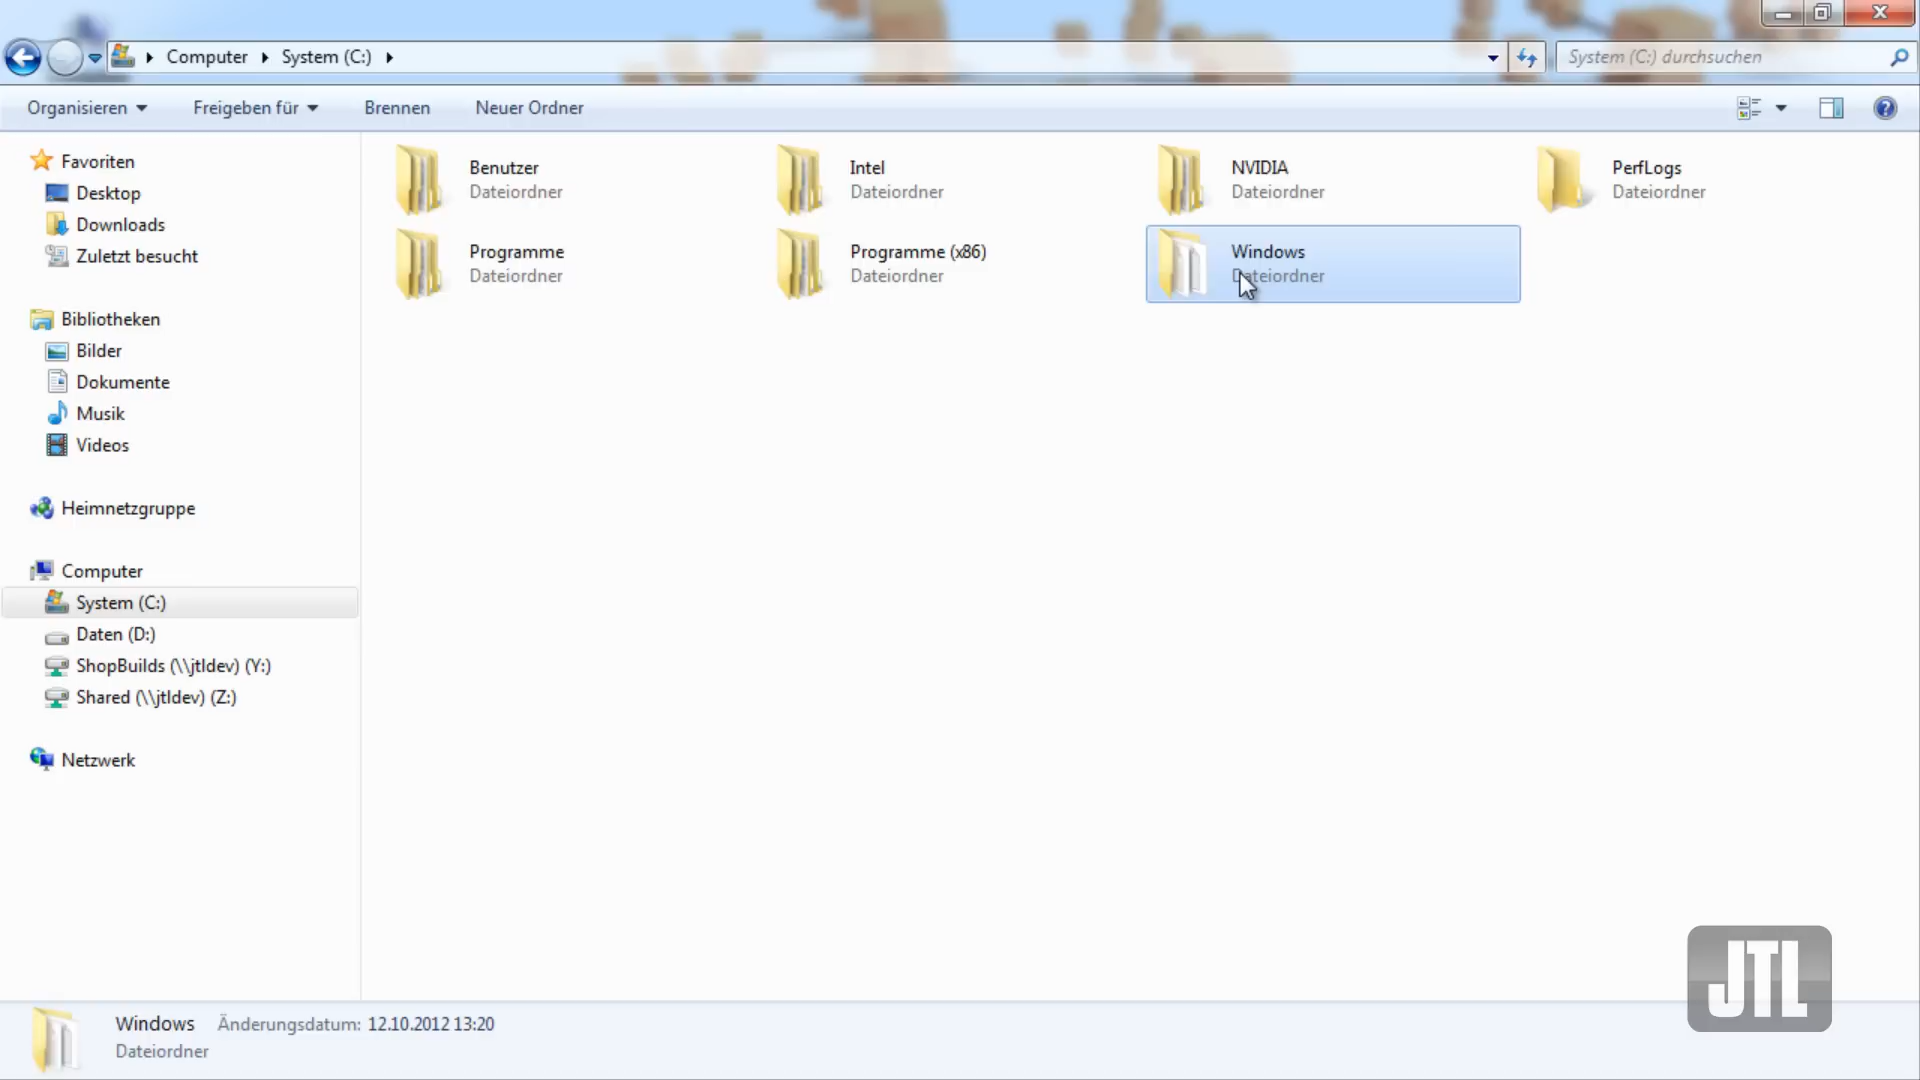 Computer System (C:)
System (C:) durchsuchen
Organisieren Freigeben für Brennen Neuer Ordner
Favoriten
Desktop
Downloads
Zuletzt besucht
Bibliotheken
Bilder
Dokumente
Musik
Videos
Heimnetzgruppe
Computer
System (C:)
Daten (D:)
ShopBuilds (\\jtldev) (Y:)
Shared (\\jtldev) (Z:)
Netzwerk
Benutzer
Dateiordner
Intel
Dateiordner
NVIDIA
Dateiordner
PerfLogs
Dateiordner
Programme
Dateiordner
Programme (x86)
Dateiordner
Windows
Dateiordner
Windows Änderungsdatum: 12.10.2012 13:20
Dateiordner
JTL